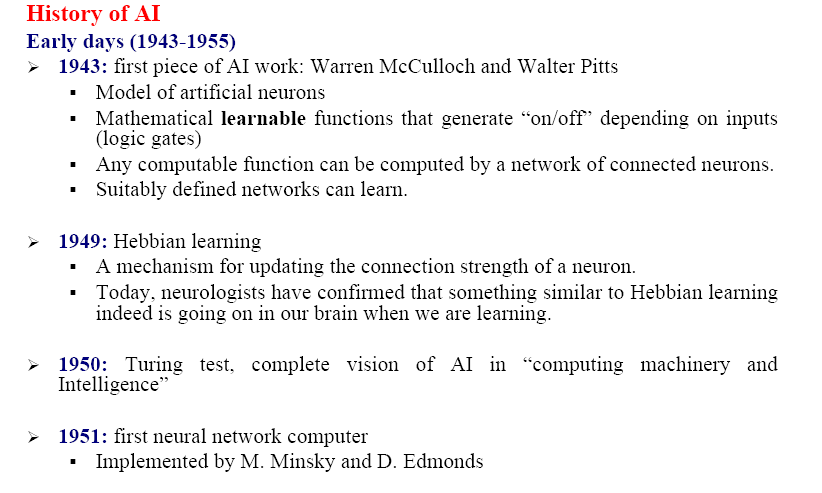 History of AI
Early days (1943-1955)
➢ 1943: first piece of AI work: Warren McCulloch and Walter Pitts
▪ Model of artificial neurons
▪ Mathematical learnable functions that generate “on/off” depending on inputs
(logic gates)
▪ Any computable function can be computed by a network of connected neurons.
▪ Suitably defined networks can learn.
➢ 1949: Hebbian learning
▪ A mechanism for updating the connection strength of a neuron.
▪ Today, neurologists have confirmed that something similar to Hebbian learning
indeed is going on in our brain when we are learning.
➢ 1950: Turing test, complete vision of AI in “computing machinery and
Intelligence”
➢ 1951: first neural network computer
▪ Implemented by M. Minsky and D. Edmonds